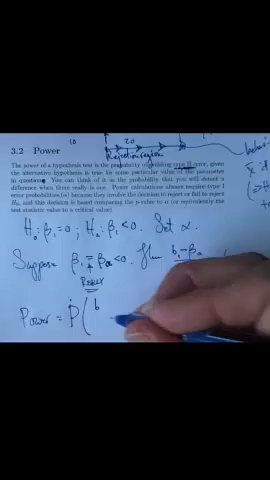 10
20
Rejection region
3.2 Power
The power of a hypothesis test is the probability of avoiding type II error, given
the alternative hypothesis is true, for some particular value of the parameter
in question. You can think of it as the probability that you will detect a
difference when there really is one. Power calculations always require type I
error probabilities (α) because they involve the decision to reject or fail to reject
H₀, and this decision is based comparing the p-value to α (or equivalently the
test statistic value to a critical value)
H₀: β₁ = 0 ; Hₐ: β₁ < 0. Set α.
Suppose β₁ = βₐ < 0. Then b₁ - βₐ
Power = P( b